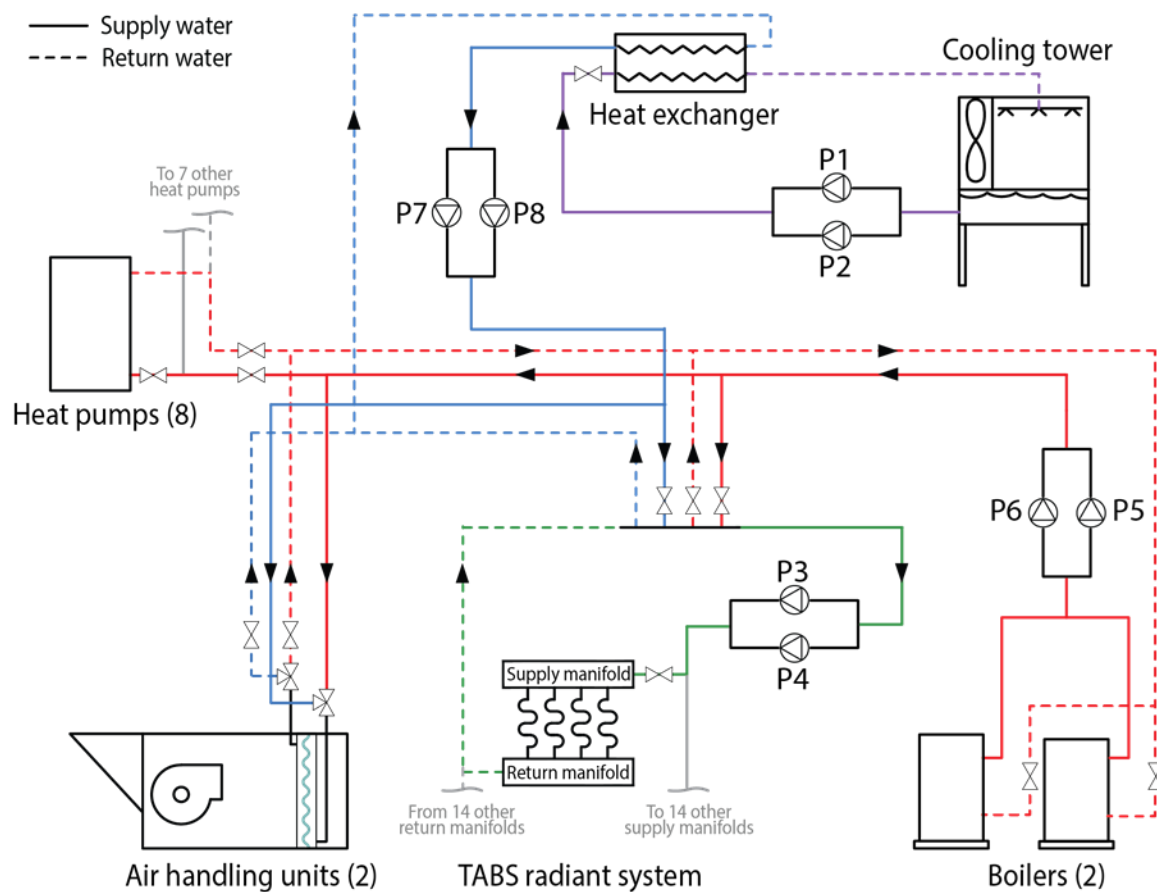 Supply water
Return water
Cooling tower
Heat exchanger
P1
To 7 other
heat pumps
P7
P8
P2
Heat pumps (8)
P6
P5
P3
P4
Supply manifold
Return manifold
From 14 other
return manifolds
To 14 other
supply manifolds
Air handling units (2)
TABS radiant system
Boilers (2)